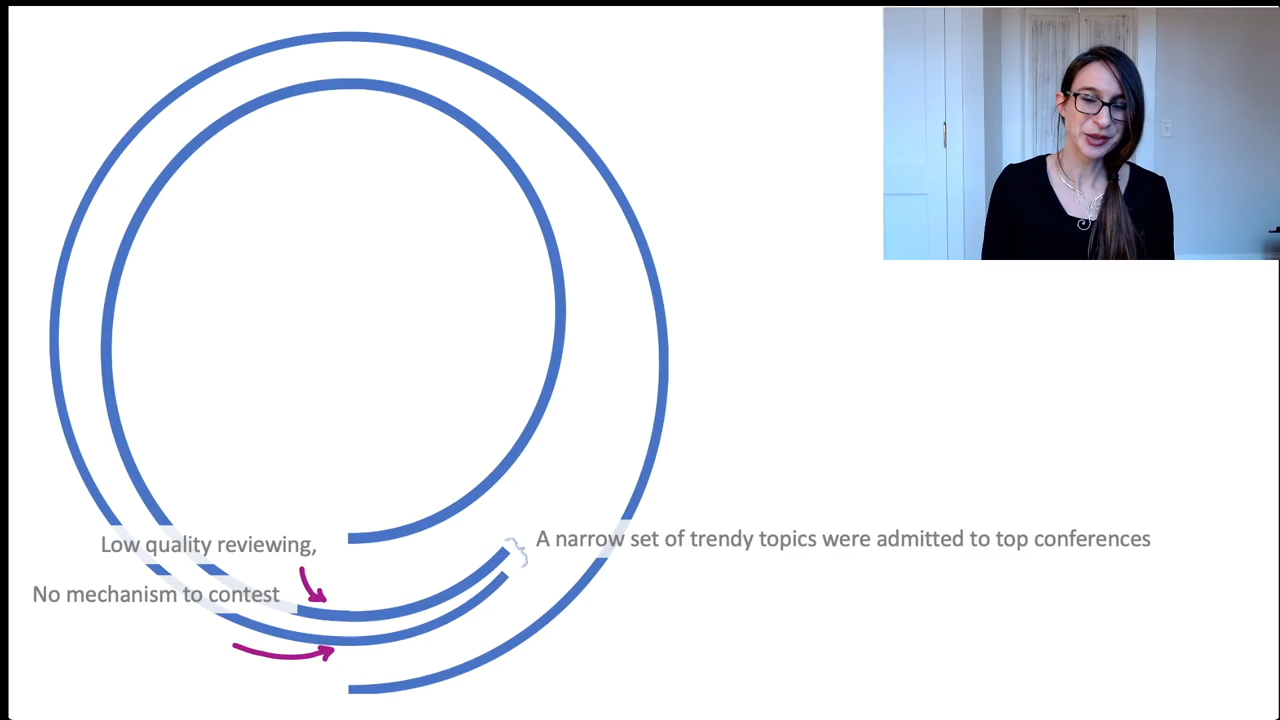 Low quality reviewing,
A narrow set of trendy topics were admitted to top conferences
No mechanism to contest